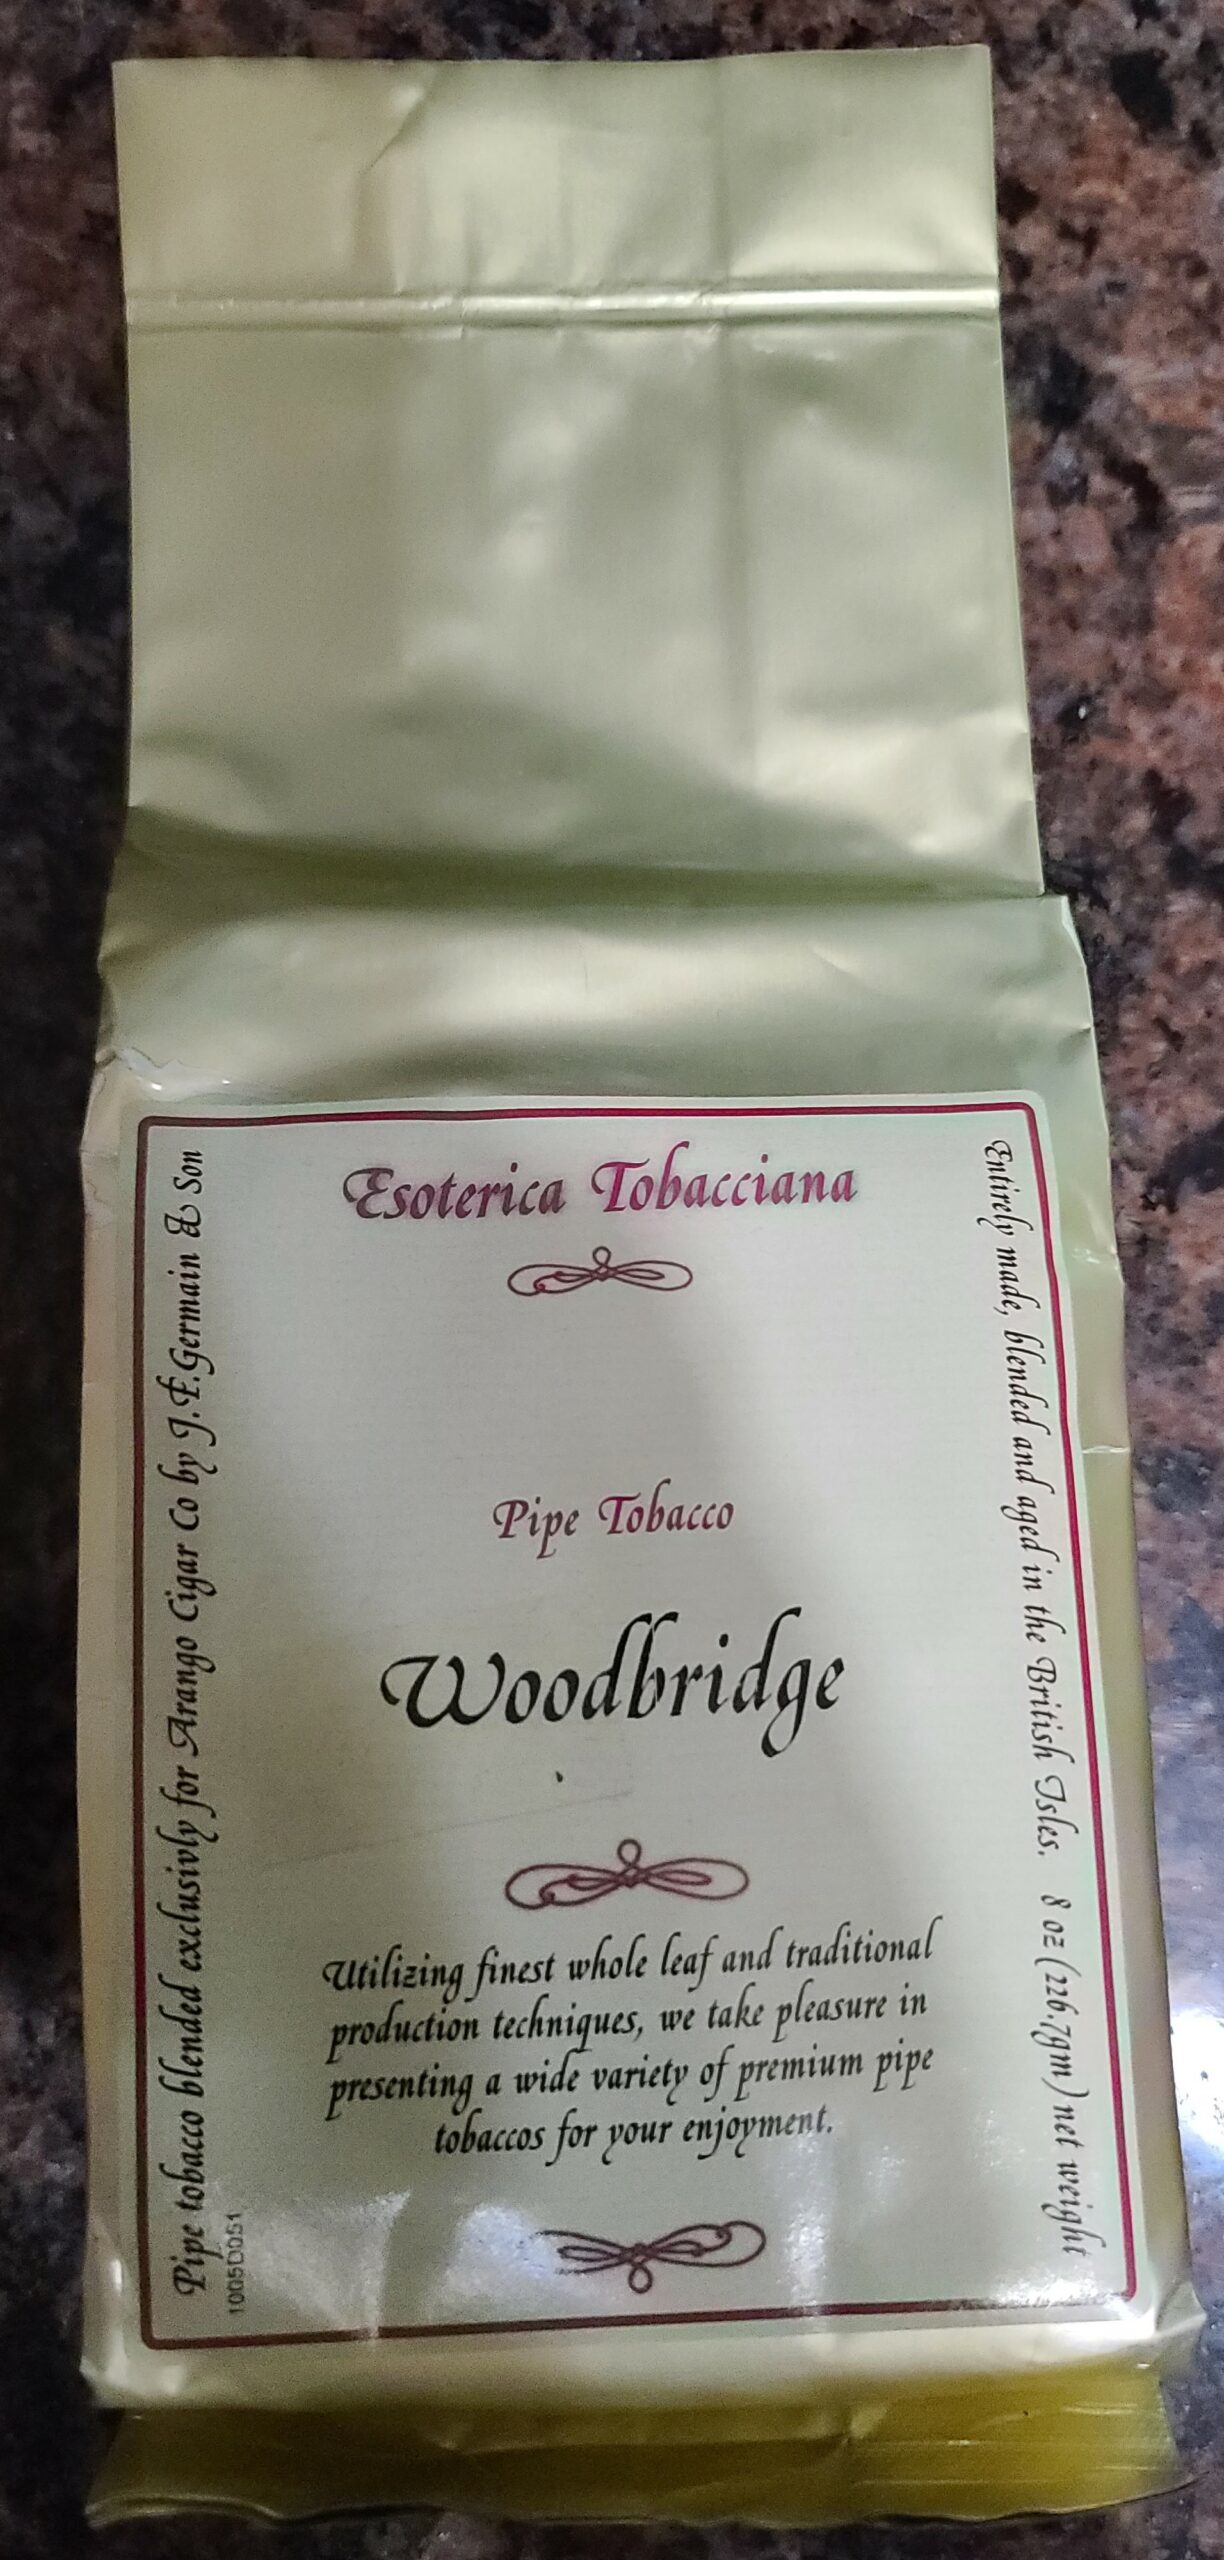 Esoterica Tobacciana
Pipe Tobacco
Woodbridge
Utilizing finest whole leaf and traditional
production techniques, we take pleasure in
presenting a wide variety of premium pipe
tobaccos for your enjoyment.
Pipe tobacco blended exclusivly for Arango Cigar Co by J.F.Germain & Son
1005D051
Entirely made, blended and aged in the British Isles. 8 oz (226.7gm) net weight